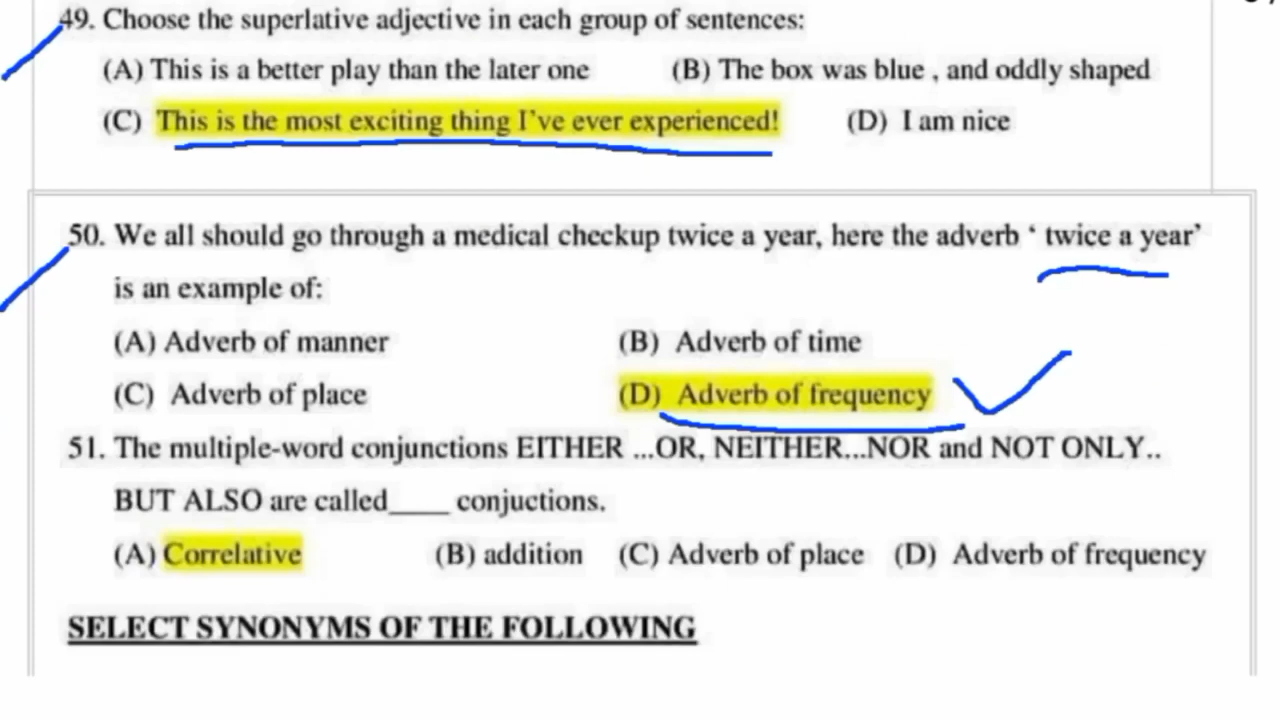 49. Choose the superlative adjective in each group of sentences:
(A) This is a better play than the later one (B) The box was blue , and oddly shaped
(C) This is the most exciting thing I've ever experienced! (D) I am nice
50. We all should go through a medical checkup twice a year, here the adverb ‘ twice a year’
is an example of:
(A) Adverb of manner (B) Adverb of time
(C) Adverb of place (D) Adverb of frequency
51. The multiple-word conjunctions EITHER ...OR, NEITHER...NOR and NOT ONLY..
BUT ALSO are called____ conjuctions.
(A) Correlative (B) addition (C) Adverb of place (D) Adverb of frequency
SELECT SYNONYMS OF THE FOLLOWING